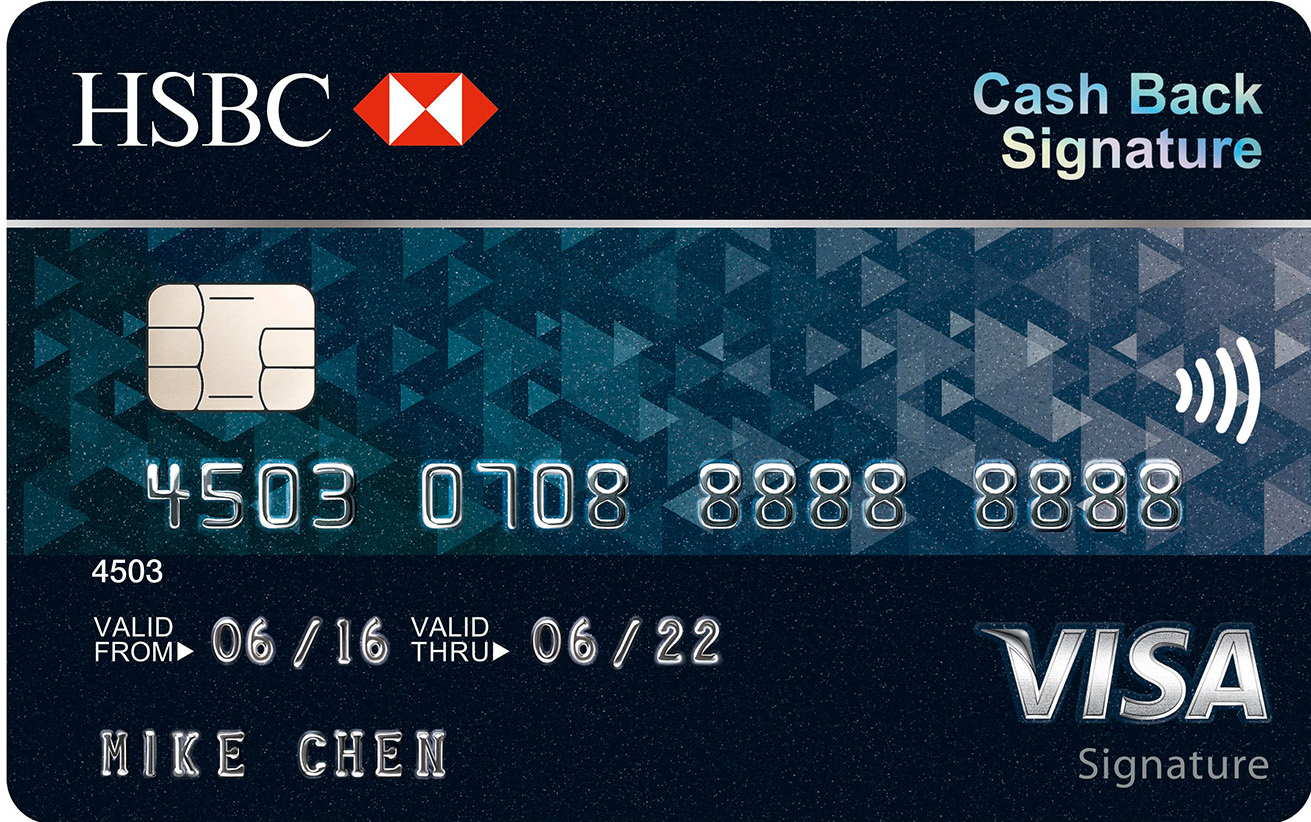 HSBC
Cash Back
Signature
4503 0708 8888 8888
4503
VALID
FROM
06/16
VALID
THRU
06/22
MIKE CHEN
VISA
Signature